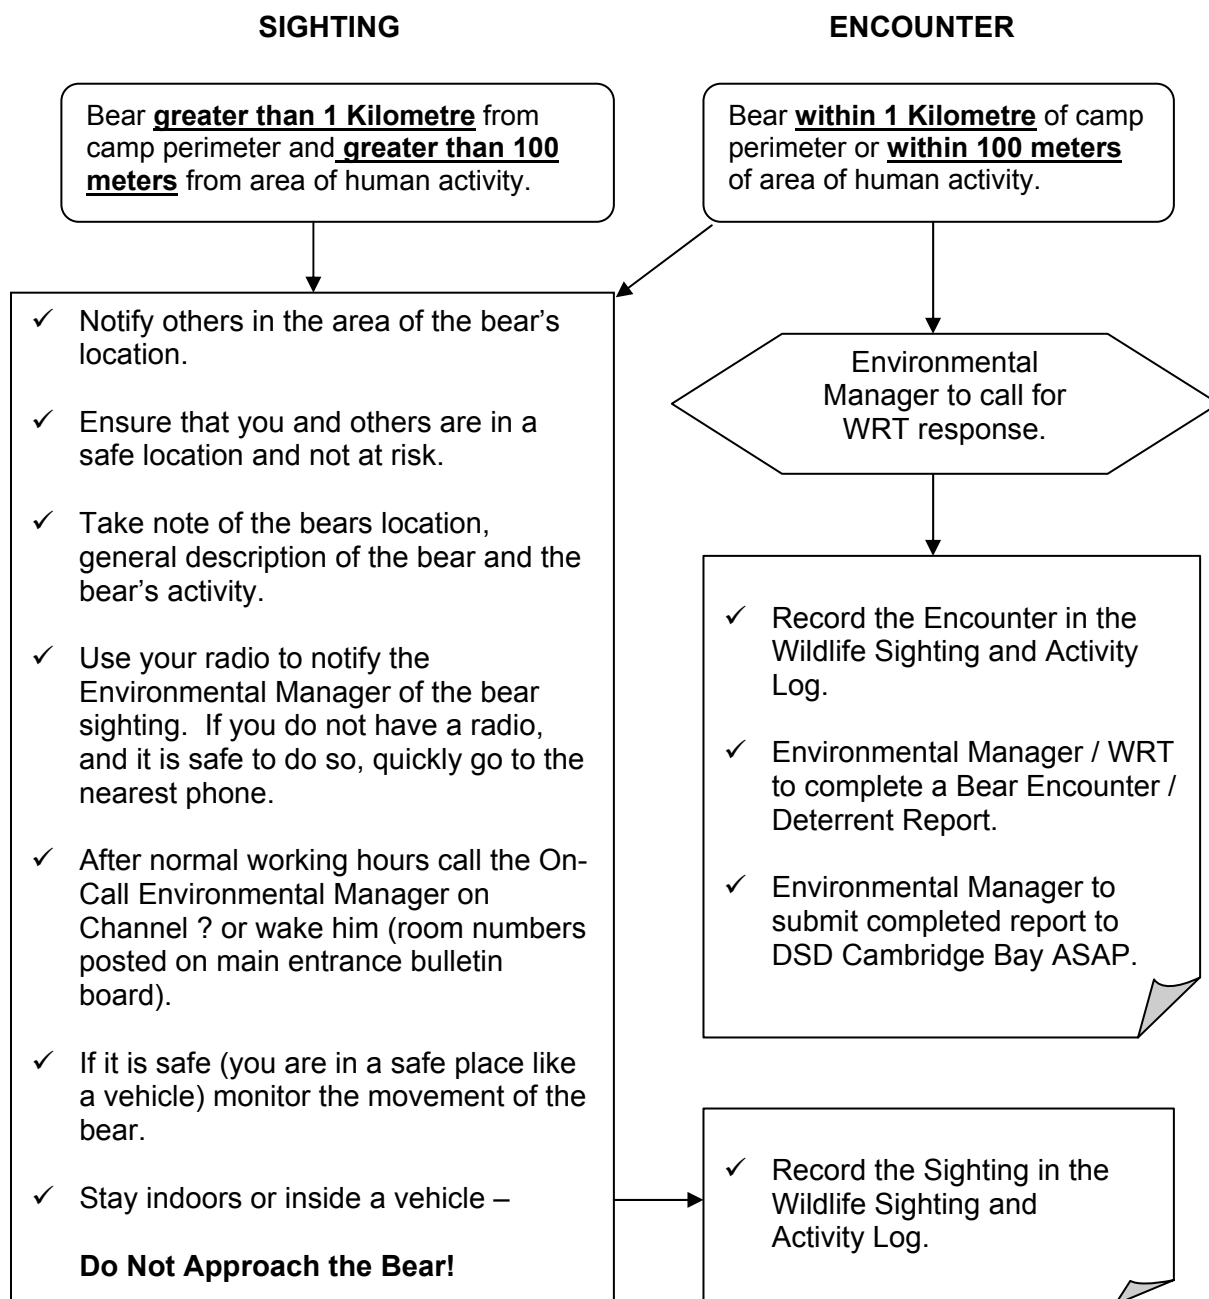 SIGHTING
ENCOUNTER
Bear greater than 1 Kilometre from
camp perimeter and greater than 100
meters from area of human activity.
Bear within 1 Kilometre of camp
perimeter or within 100 meters
of area of human activity.
✓ Notify others in the area of the bear's
location.
✓ Ensure that you and others are in a
safe location and not at risk.
✓ Take note of the bears location,
general description of the bear and the
bear's activity.
✓ Use your radio to notify the
Environmental Manager of the bear
sighting.  If you do not have a radio,
and it is safe to do so, quickly go to the
nearest phone.
✓ After normal working hours call the On-
Call Environmental Manager on
Channel ? or wake him (room numbers
posted on main entrance bulletin
board).
✓ If it is safe (you are in a safe place like
a vehicle) monitor the movement of the
bear.
✓ Stay indoors or inside a vehicle –
Do Not Approach the Bear!
Environmental
Manager to call for
WRT response.
✓ Record the Encounter in the
Wildlife Sighting and Activity
Log.
✓ Environmental Manager / WRT
to complete a Bear Encounter /
Deterrent Report.
✓ Environmental Manager to
submit completed report to
DSD Cambridge Bay ASAP.
✓ Record the Sighting in the
Wildlife Sighting and
Activity Log.